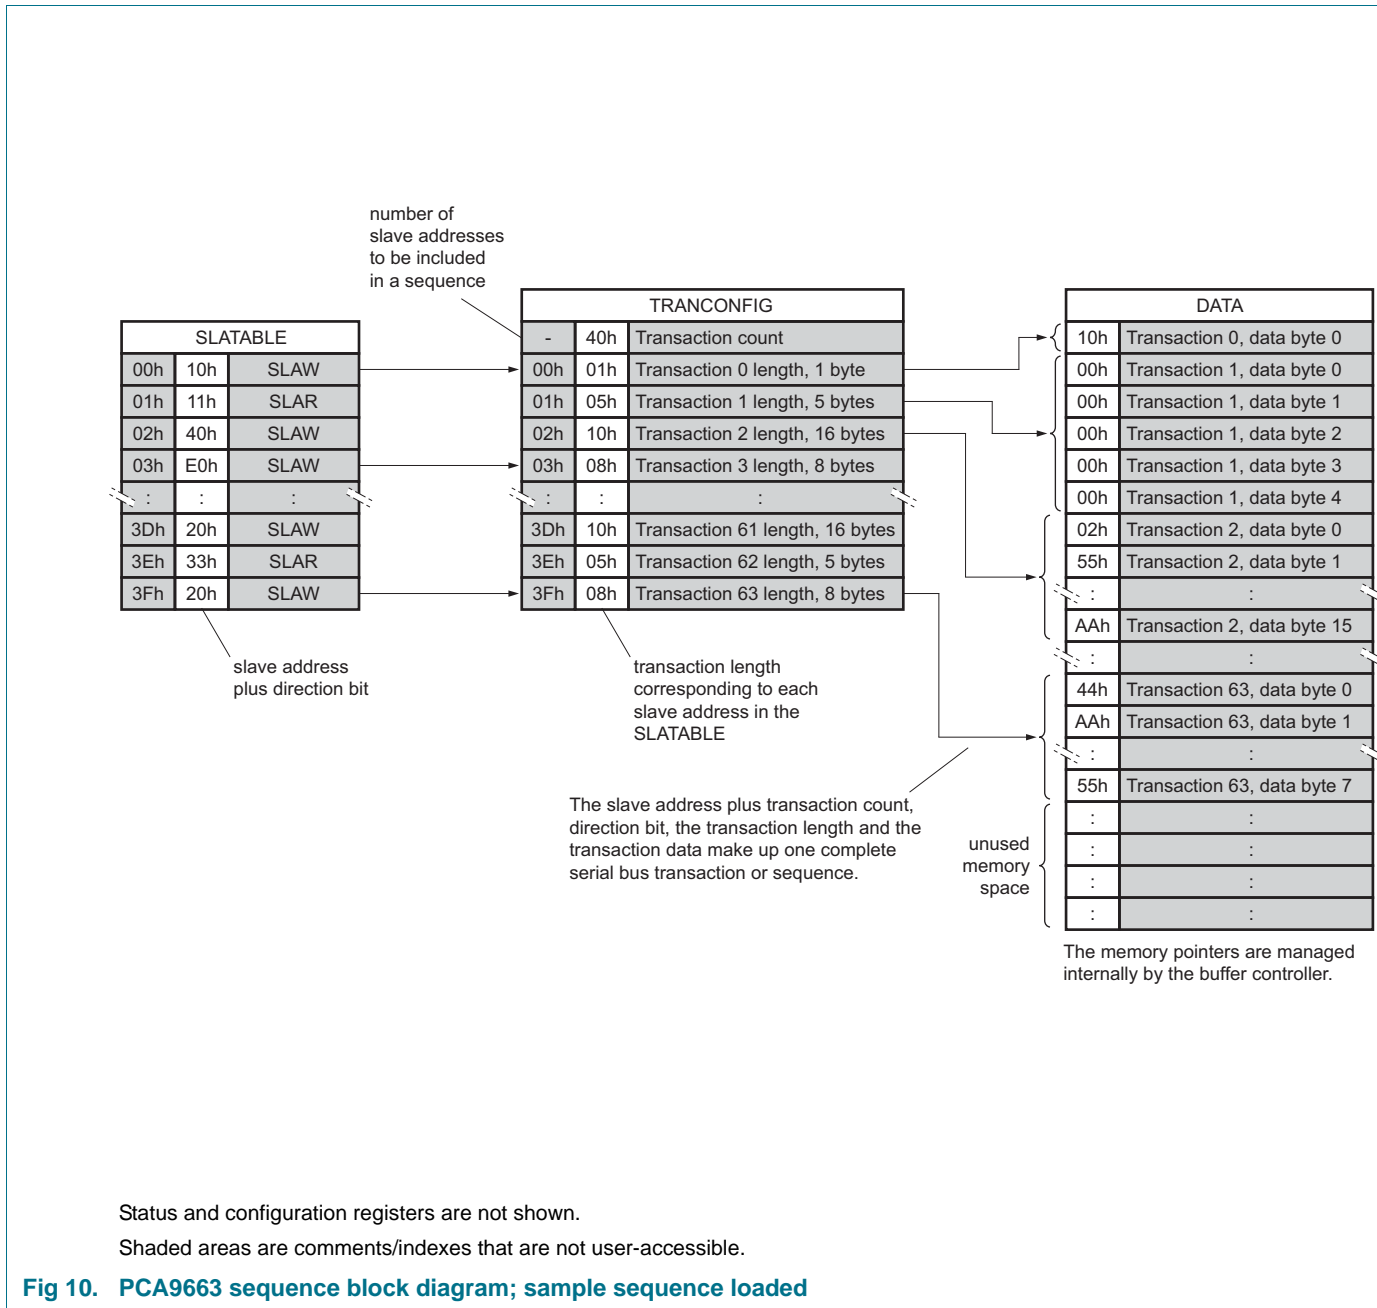 number of
slave addresses
to be included
in a sequence
SLATABLE
00h 10h SLAW
01h 11h SLAR
02h 40h SLAW
03h E0h SLAW
: : :
3Dh 20h SLAW
3Eh 33h SLAR
3Fh 20h SLAW
slave address
plus direction bit
TRANCONFIG
- 40h Transaction count
00h 01h Transaction 0 length, 1 byte
01h 05h Transaction 1 length, 5 bytes
02h 10h Transaction 2 length, 16 bytes
03h 08h Transaction 3 length, 8 bytes
: : :
3Dh 10h Transaction 61 length, 16 bytes
3Eh 05h Transaction 62 length, 5 bytes
3Fh 08h Transaction 63 length, 8 bytes
transaction length
corresponding to each
slave address in the
SLATABLE
The slave address plus transaction count,
direction bit, the transaction length and the
transaction data make up one complete
serial bus transaction or sequence.
DATA
10h Transaction 0, data byte 0
00h Transaction 1, data byte 0
00h Transaction 1, data byte 1
00h Transaction 1, data byte 2
00h Transaction 1, data byte 3
00h Transaction 1, data byte 4
02h Transaction 2, data byte 0
55h Transaction 2, data byte 1
: :
AAh Transaction 2, data byte 15
: :
44h Transaction 63, data byte 0
AAh Transaction 63, data byte 1
: :
55h Transaction 63, data byte 7
: :
: :
: :
: :
unused
memory
space
The memory pointers are managed
internally by the buffer controller.
Status and configuration registers are not shown.
Shaded areas are comments/indexes that are not user-accessible.
Fig 10. PCA9663 sequence block diagram; sample sequence loaded